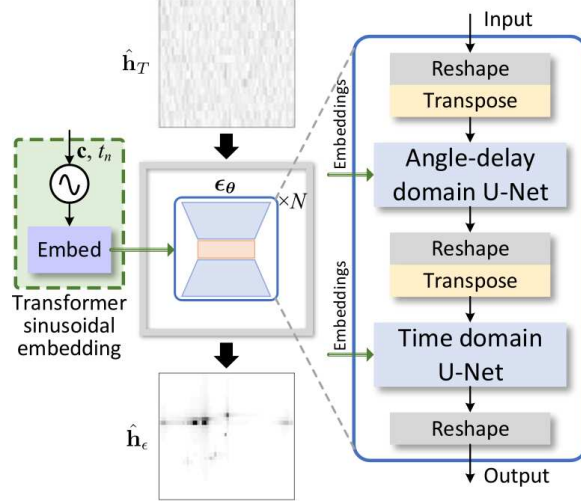 ĥ_T
c, t_n
Embed
Transformer
sinusoidal
embedding
ϵ_θ
×N
ĥ_ϵ
Input
Reshape
Transpose
Embeddings
Angle-delay
domain U-Net
Reshape
Transpose
Embeddings
Time domain
U-Net
Reshape
Output